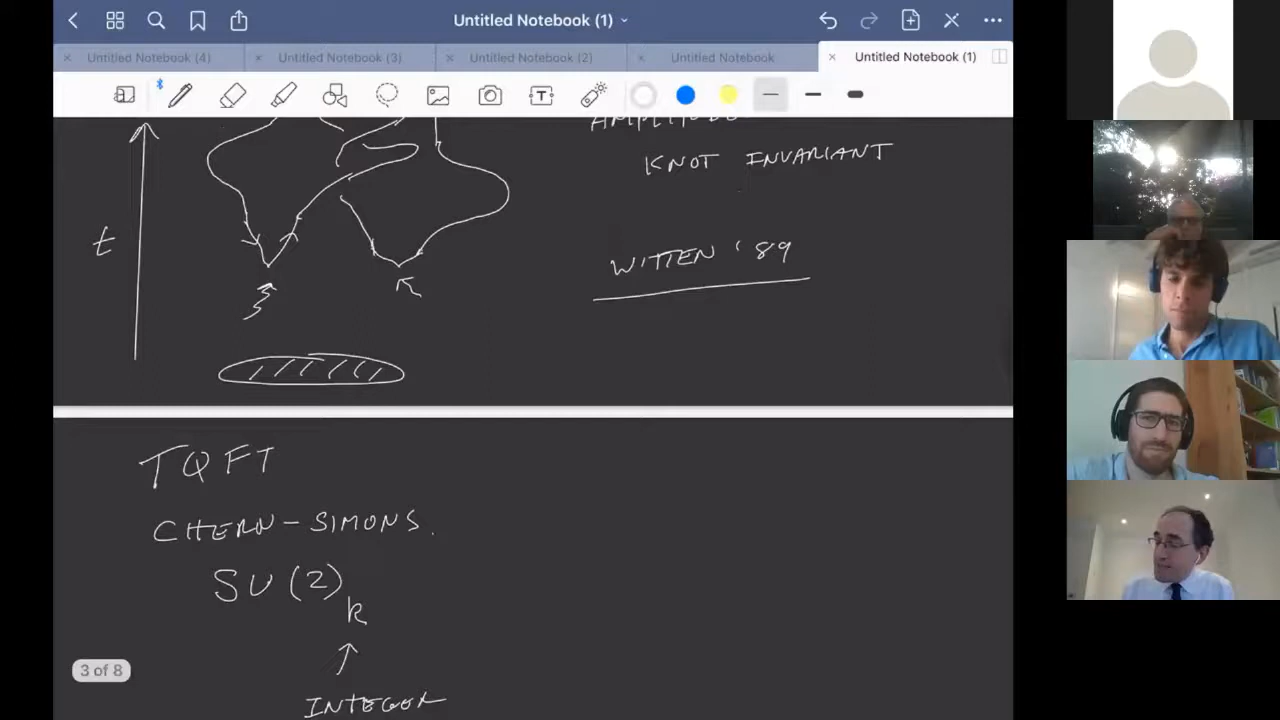 Untitled Notebook (1)
Untitled Notebook (4)
Untitled Notebook (3)
Untitled Notebook (2)
Untitled Notebook
Untitled Notebook (1)
T
KNOT INVARIANT
t
WITTEN '89
TQFT
CHERN-SIMONS.
SU(2)k
3 of 8
INTEGER